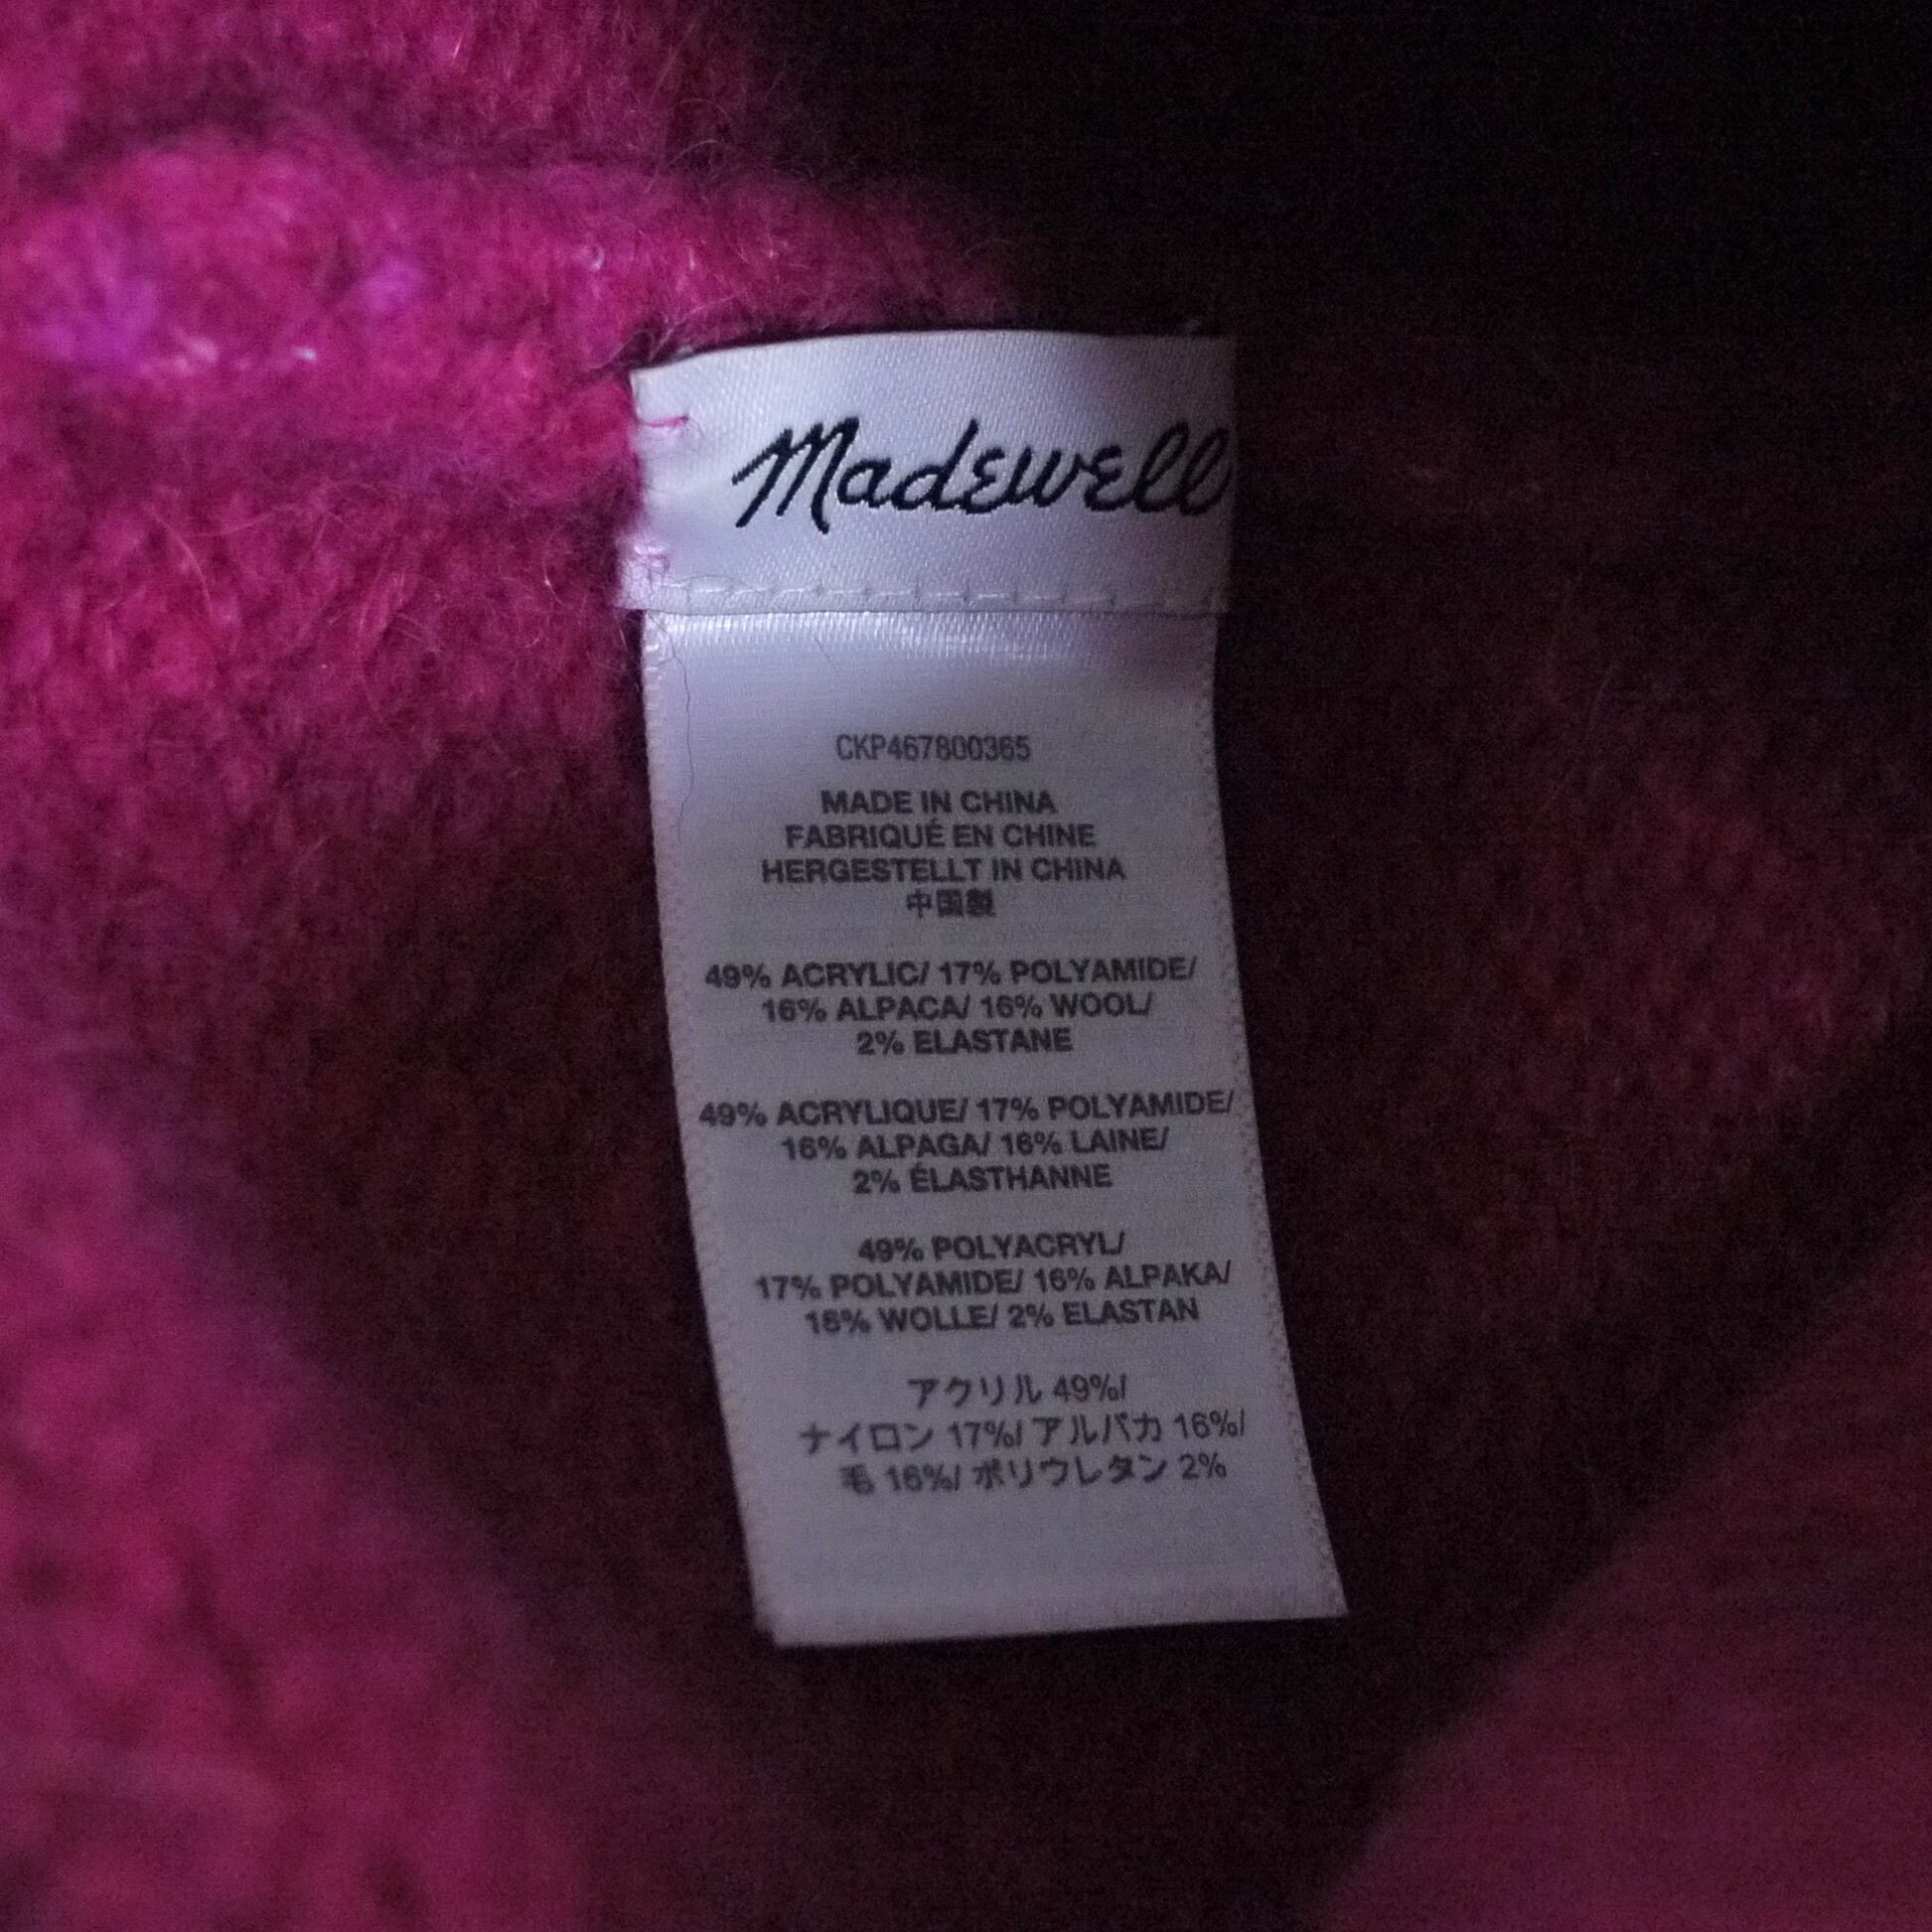 Madewell
CKP467800365
MADE IN CHINA
FABRIQUÉ EN CHINE
HERGESTELLT IN CHINA
中国製
49% ACRYLIC/ 17% POLYAMIDE/
16% ALPACA/ 16% WOOL/
2% ELASTANE
49% ACRYLIQUE/ 17% POLYAMIDE/
16% ALPAGA/ 16% LAINE/
2% ÉLASTHANNE
49% POLYACRYL/
17% POLYAMIDE/ 16% ALPAKA/
16% WOLLE/ 2% ELASTAN
アクリル 49%/
ナイロン 17%/ アルパカ 16%/
毛 16%/ ポリウレタン 2%